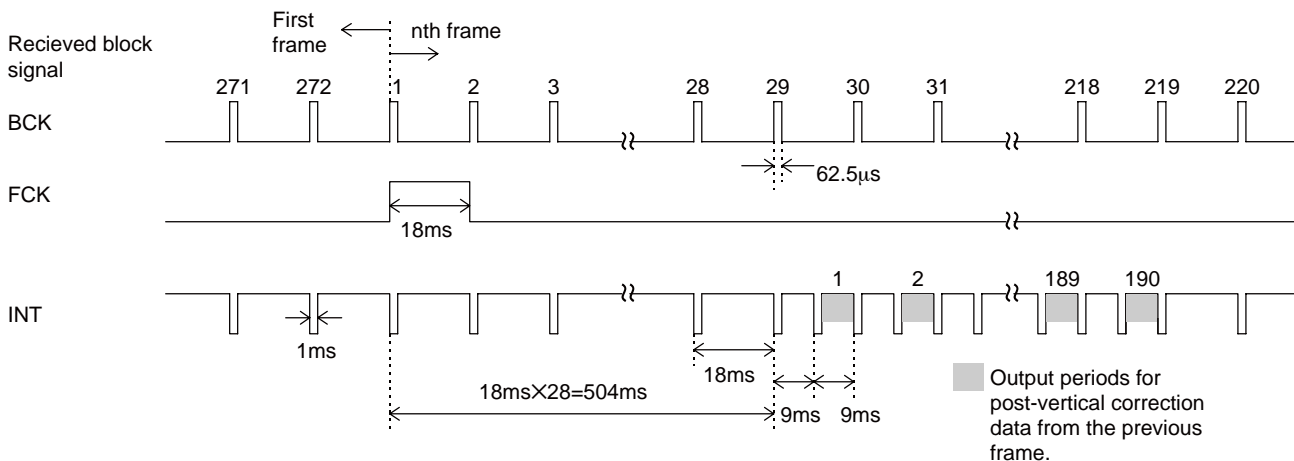 First
frame
nth frame
Recieved block
signal
271 272 1 2 3 28 29 30 31 218 219 220
BCK
62.5μs
FCK
18ms
1 2 189 190
INT
1ms
18ms
18ms×28=504ms
9ms 9ms
Output periods for
post-vertical correction
data from the previous
frame.